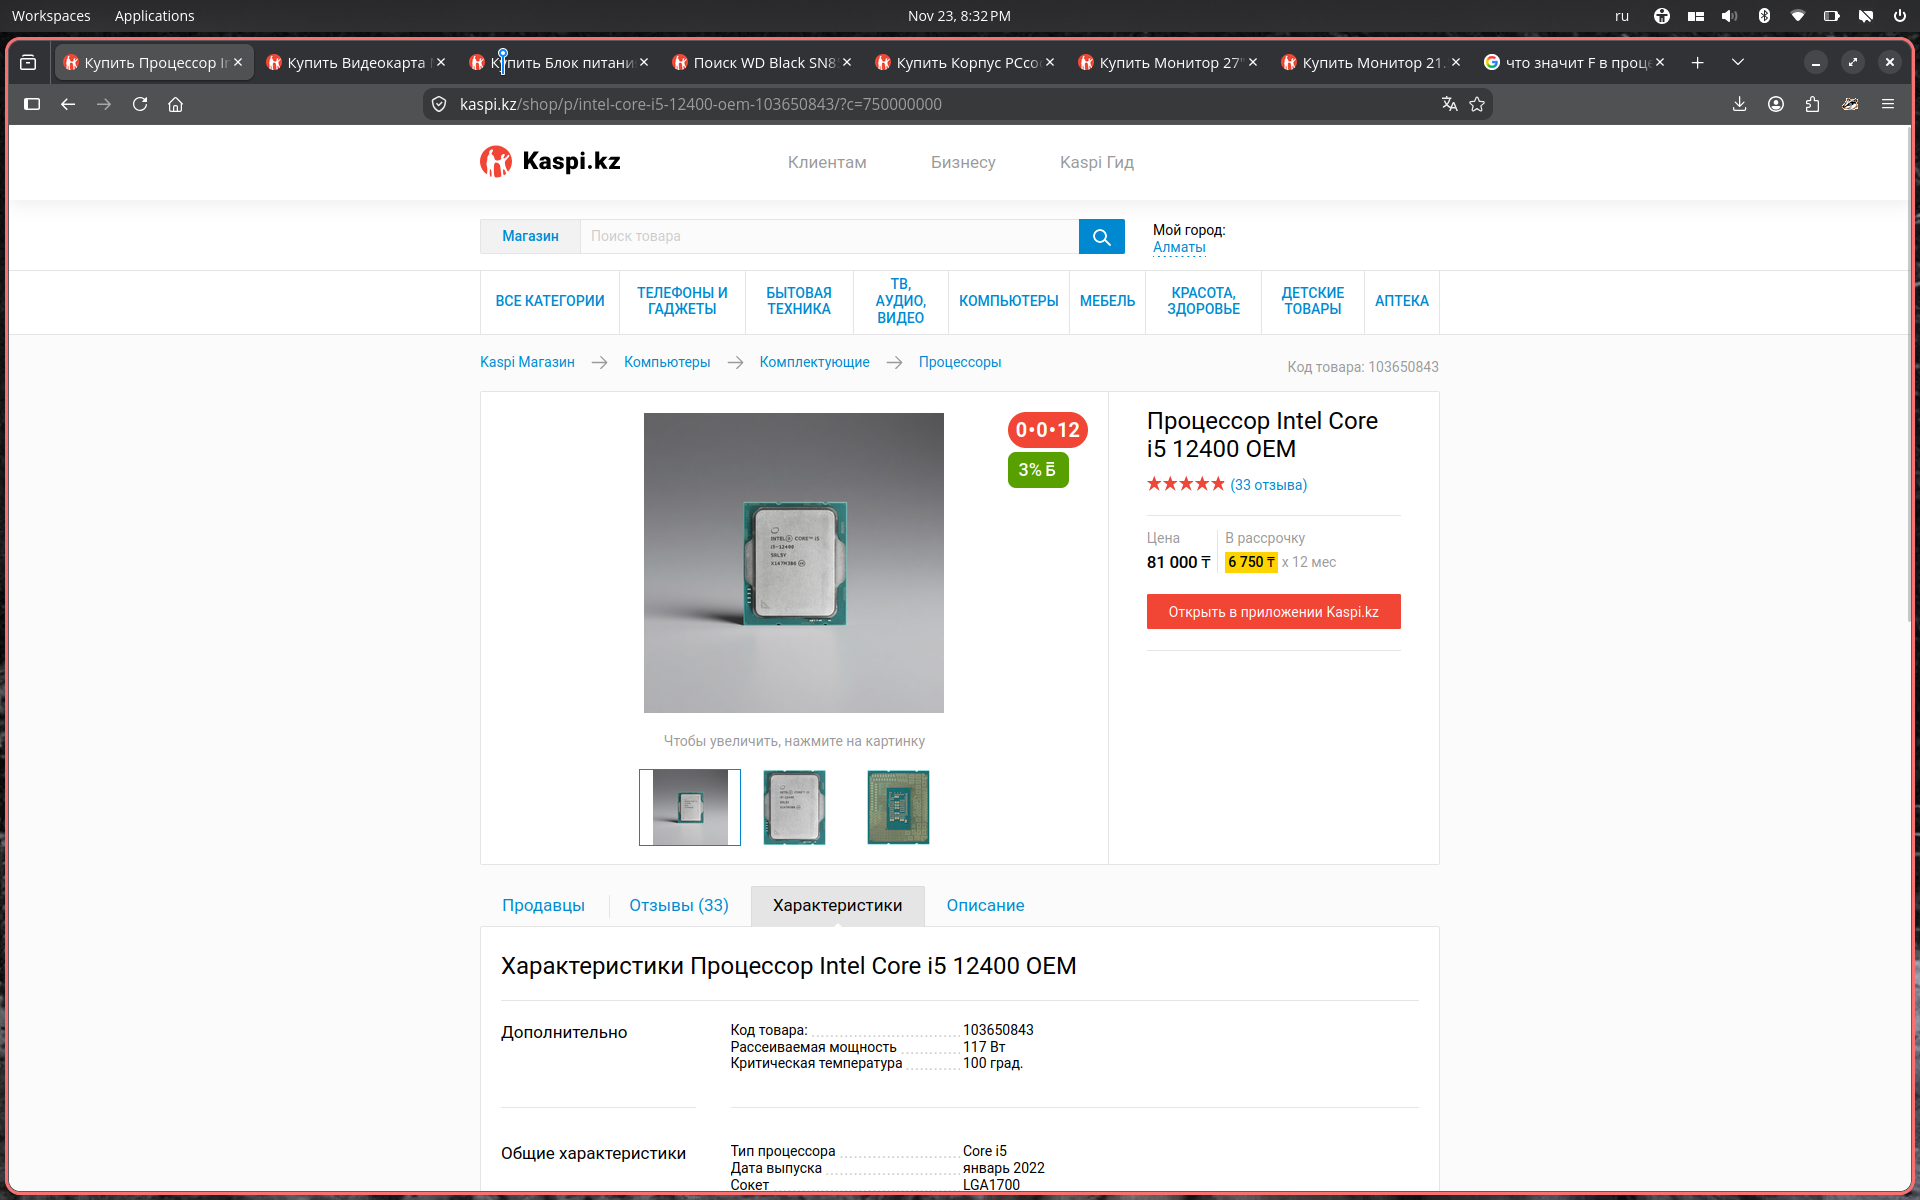 Workspaces Applications Nov 23, 8:32 PM ru
Купить Процессор Купить Видеокарта Купить Блок питани Поиск WD Black SN8 Купить Корпус PCco Купить Монитор 27" Купить Монитор 21. что значит F в проц
kaspi.kz/shop/p/intel-core-i5-12400-oem-103650843/?c=750000000
Kaspi.kz Клиентам Бизнесу Kaspi Гид
Магазин Поиск товара
Мой город:
Алматы
ВСЕ КАТЕГОРИИ
ТЕЛЕФОНЫ И
ГАДЖЕТЫ
БЫТОВАЯ
ТЕХНИКА
ТВ,
АУДИО,
ВИДЕО
КОМПЬЮТЕРЫ
МЕБЕЛЬ
КРАСОТА,
ЗДОРОВЬЕ
ДЕТСКИЕ
ТОВАРЫ
АПТЕКА
Kaspi Магазин Компьютеры Комплектующие Процессоры
Код товара: 103650843
0·0·12
3% Б
INTEL CORE™ i5
i5-12400
Чтобы увеличить, нажмите на картинку
Процессор Intel Core
i5 12400 OEM
(33 отзыва)
Цена В рассрочку
81 000 ₸ 6 750 ₸ x 12 мес
Открыть в приложении Kaspi.kz
Продавцы Отзывы (33) Характеристики Описание
Характеристики Процессор Intel Core i5 12400 OEM
Дополнительно
Код товара: 103650843
Рассеиваемая мощность 117 Вт
Критическая температура 100 град.
Общие характеристики
Тип процессора Core i5
Дата выпуска январь 2022
Сокет LGA1700